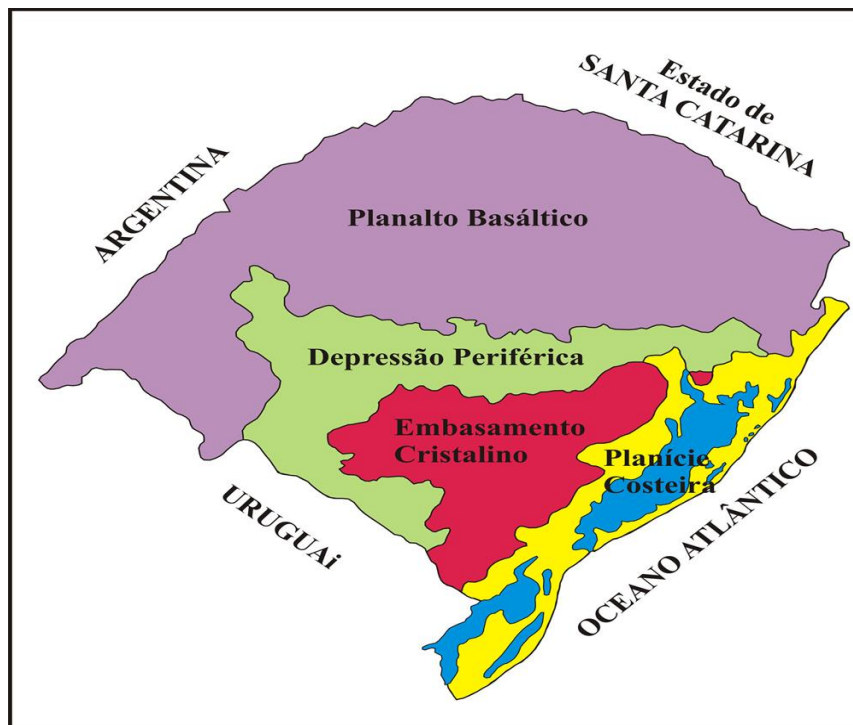 Estado de
SANTA CATARINA
ARGENTINA
Planalto Basáltico
Depressão Periférica
Embasamento
Cristalino
Planície
Costeira
URUGUAi
OCEANO ATLÂNTICO